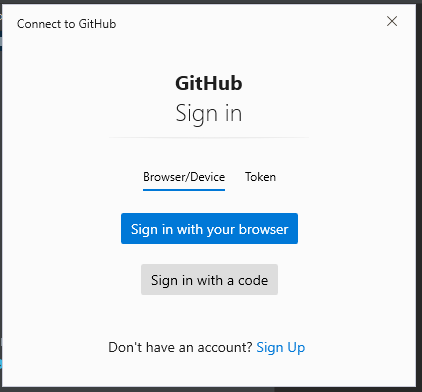 Connect to GitHub
GitHub
Sign in
Browser/Device Token
Sign in with your browser
Sign in with a code
Don't have an account? Sign Up